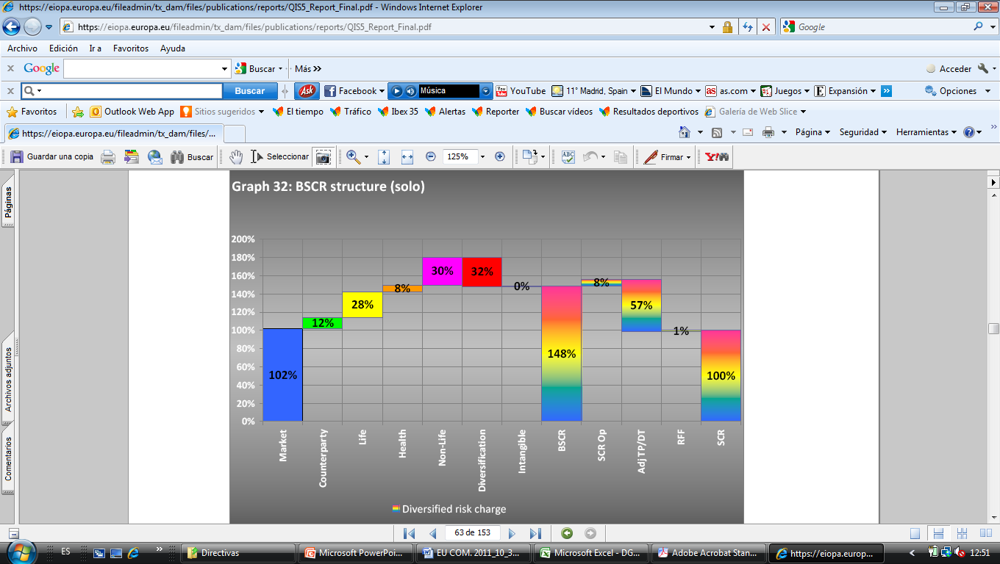 https://eiopa.europa.eu/fileadmin/tx_dam/files/publications/reports/QIS5_Report_Final.pdf - Windows Internet Explorer
https://eiopa.europa.eu/fileadmin/tx_dam/files/publications/reports/QIS5_Report_Final.pdf
Google
Archivo Edición Ir a Favoritos Ayuda
x Google Buscar Más >> Acceder
x Buscar Ask Facebook Música YouTube 11° Madrid, Spain El Mundo as as.com Juegos E Expansión >> Opciones
Favoritos Outlook Web App Sitios sugeridos El tiempo Tráfico Ibex 35 Alertas Reporter Buscar vídeos Resultados deportivos Galería de Web Slice
https://eiopa.europa.eu/fileadmin/tx_dam/files/... Página Seguridad Herramientas >>
Guardar una copia Buscar Seleccionar 125% Firmar Y!
Páginas
Archivos adjuntos
Comentarios
Graph 32: BSCR structure (solo)
200%
180%
160%
140%
120%
100%
80%
60%
40%
20%
0%
102%
12%
28%
8%
30%
32%
0%
148%
8%
57%
1%
100%
Market
Counterparty
Life
Health
Non-Life
Diversification
Intangible
BSCR
SCR Op
Adj TP/DT
RFF
SCR
Diversified risk charge
63 de 153
ES >> Directivas Microsoft PowerPoi... EU COM. 2011_10_3... Microsoft Excel - DG... Adobe Acrobat Stan... https://eiopa.europ... < 12:51